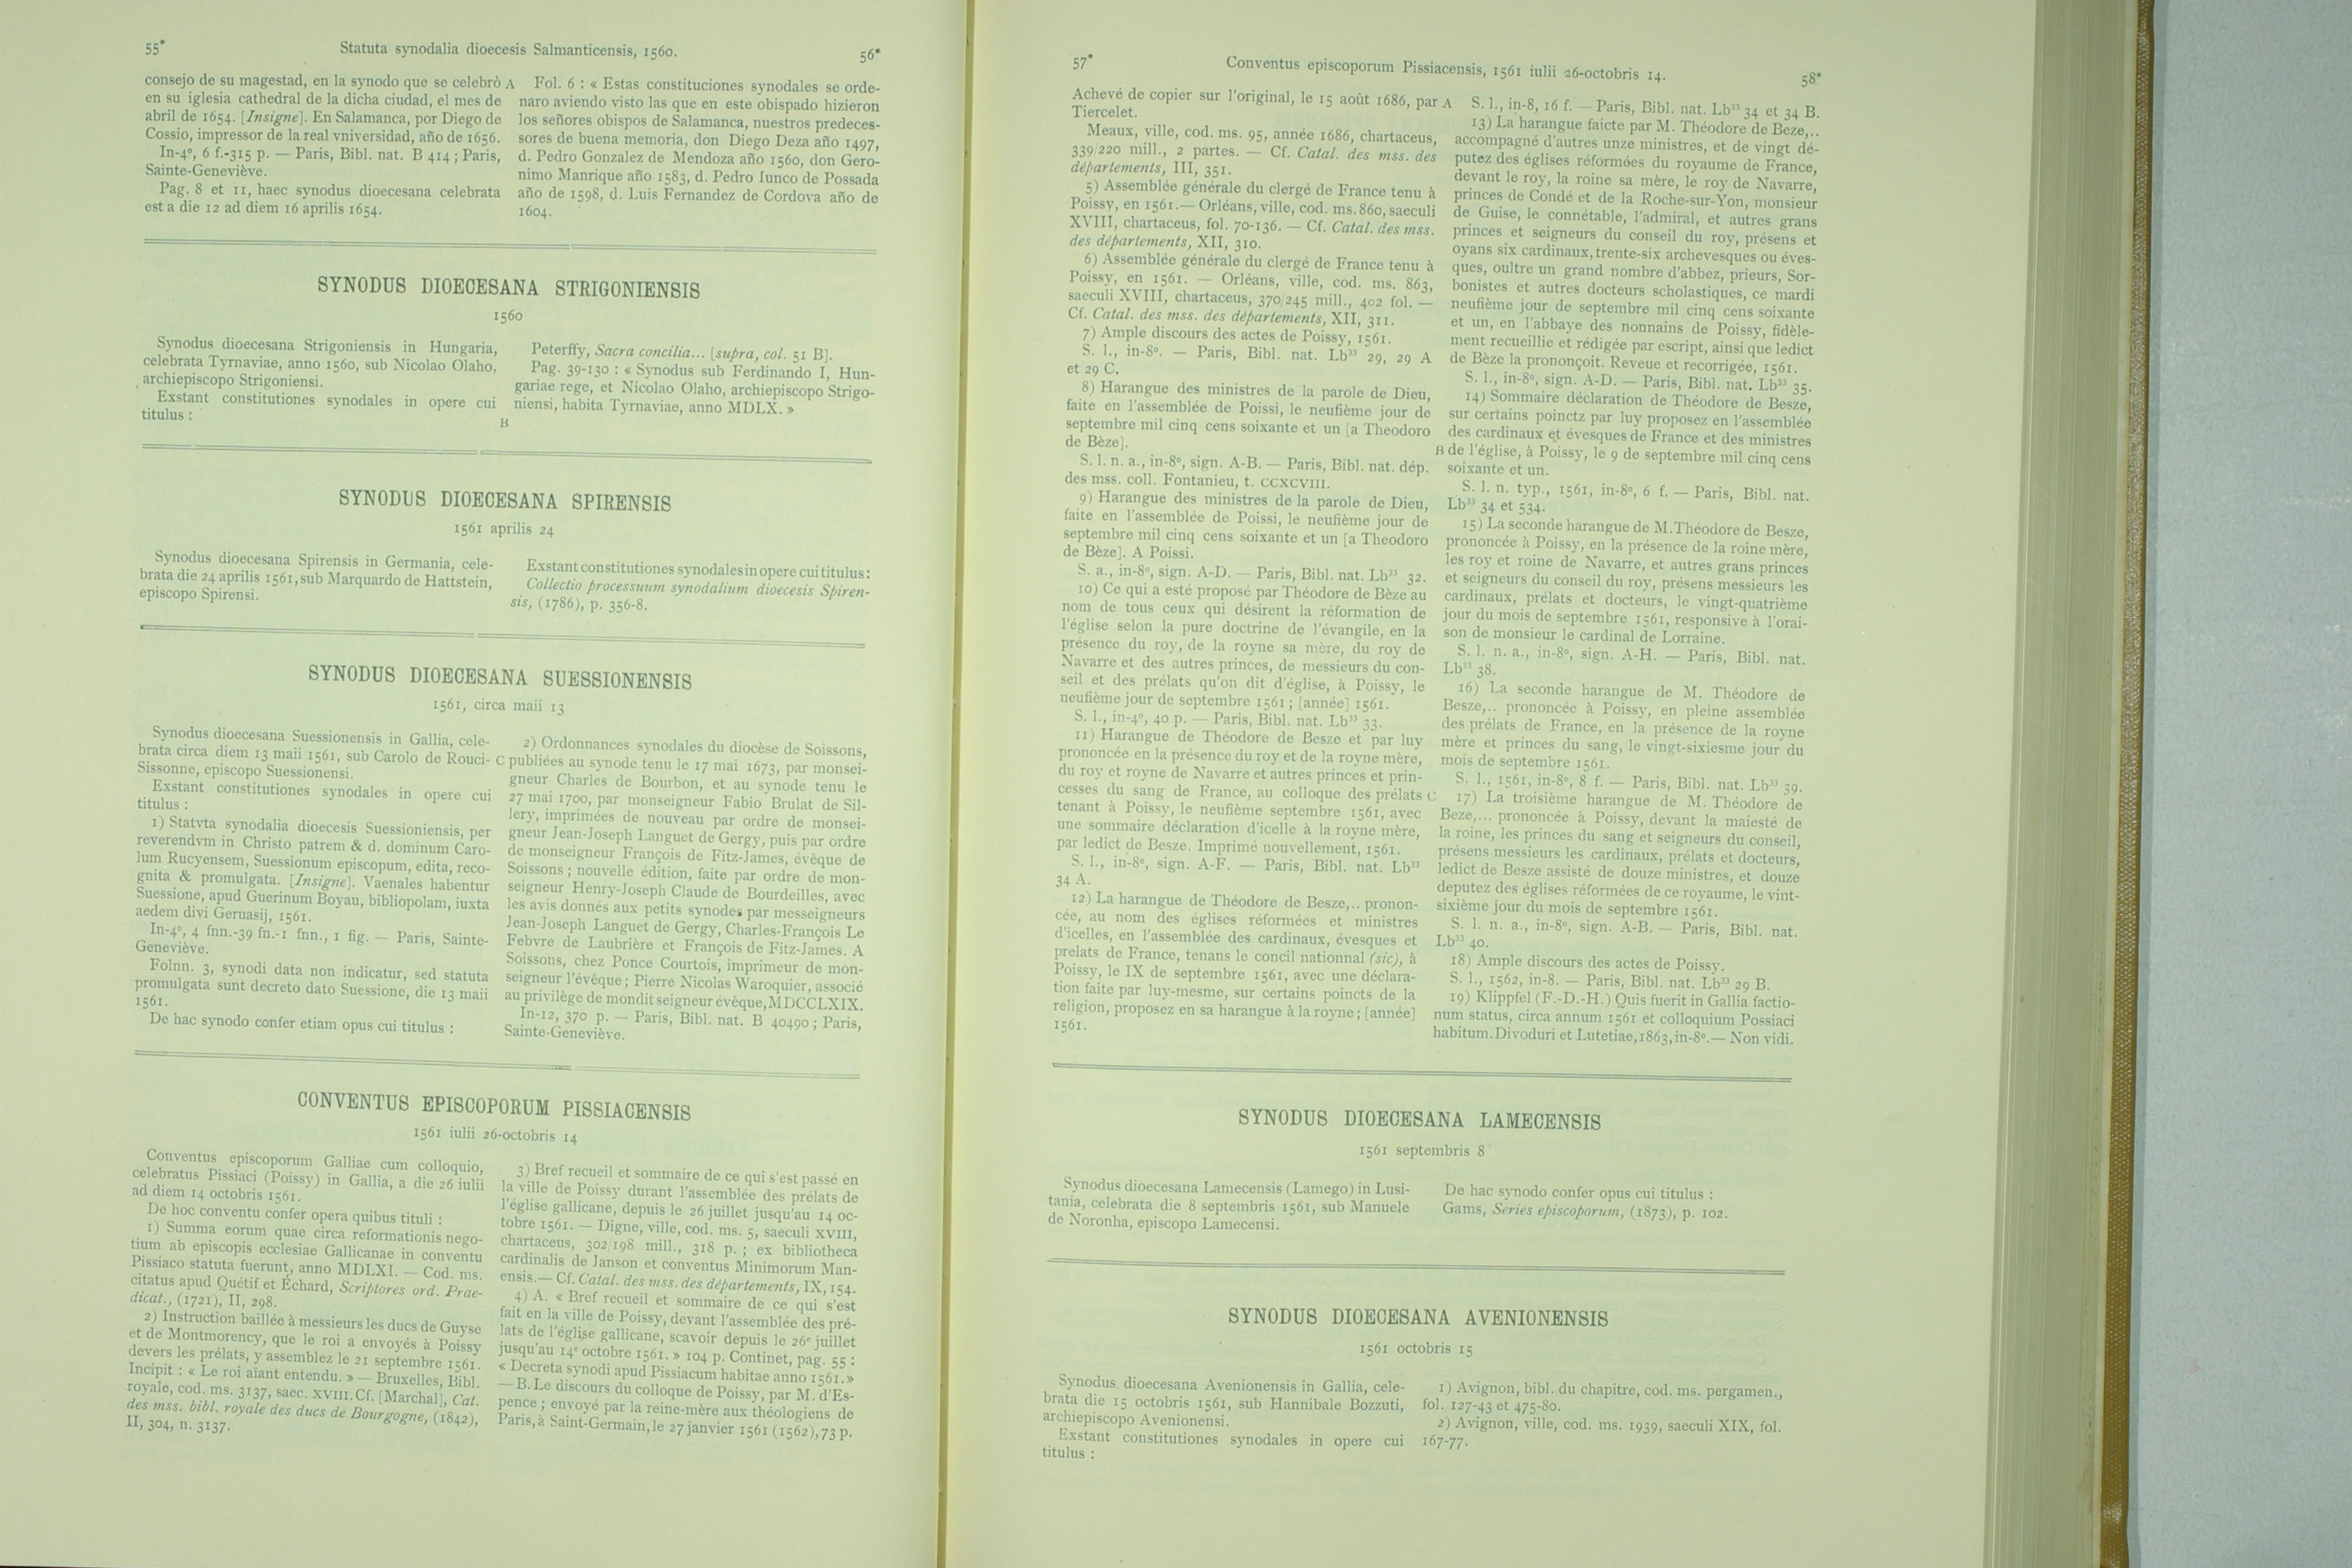 55*
Statuta synodalia dioecesis Salmanticensis, 1560.
56*
consejo de su magestad, en la synodo que se celebrò A
en su iglesia cathedral de la dicha ciudad, el mes de
abril de 1654. [Insigne]. En Salamanca, por Diego de
Cossio, impressor de la real vniversidad, año de 1656.
In-4°, 6 f.-315 p. — Paris, Bibl. nat. B 414 ; Paris,
Sainte-Geneviève.
Pag. 8 et 11, haec synodus dioecesana celebrata
est a die 12 ad diem 16 aprilis 1654.
Fol. 6 : « Estas constituciones synodales se orde-
naro aviendo visto las que en este obispado hizieron
los señores obispos de Salamanca, nuestros predeces-
sores de buena memoria, don Diego Deza año 1497,
d. Pedro Gonzalez de Mendoza año 1560, don Gero-
nimo Manrique año 1583, d. Pedro Iunco de Possada
año de 1598, d. Luis Fernandez de Cordova año de
1604.
SYNODUS DIOECESANA STRIGONIENSIS
1560
Synodus dioecesana Strigoniensis in Hungaria,
celebrata Tyrnaviae, anno 1560, sub Nicolao Olaho,
archiepiscopo Strigoniensi.
Exstant constitutiones synodales in opere cui
titulus :
B
Peterffy, Sacra concilia... [supra, col. 51 B].
Pag. 39-130 : « Synodus sub Ferdinando I, Hun-
gariae rege, et Nicolao Olaho, archiepiscopo Strigo-
niensi, habita Tyrnaviae, anno MDLX. »
SYNODUS DIOECESANA SPIRENSIS
1561 aprilis 24
Synodus dioecesana Spirensis in Germania, cele-
brata die 24 aprilis 1561, sub Marquardo de Hattstein,
episcopo Spirensi.
Exstant constitutiones synodales in opere cui titulus :
Collectio processuum synodalium dioecesis Spiren-
sis, (1786), p. 356-8.
SYNODUS DIOECESANA SUESSIONENSIS
1561, circa maii 13
Synodus dioecesana Suessionensis in Gallia, cele-
brata circa diem 13 maii 1561, sub Carolo de Rouci- C
Sissonne, episcopo Suessionensi.
Exstant constitutiones synodales in opere cui
titulus :
1) Statvta synodalia dioecesis Suessioniensis, per
reverendvm in Christo patrem & d. dominum Caro-
lum Rucyensem, Suessionum episcopum, edita, reco-
gnita & promulgata. [Insigne]. Vaenales habentur
Suessione, apud Guerinum Boyau, bibliopolam, iuxta
aedem divi Geruasij, 1561.
In-4°, 4 fnn.-39 fn.-1 fnn., 1 fig. — Paris, Sainte-
Geneviève.
Folnn. 3, synodi data non indicatur, sed statuta
promulgata sunt decreto dato Suessione, die 13 maii
1561.
De hac synodo confer etiam opus cui titulus :
2) Ordonnances synodales du diocèse de Soissons,
publiées au synode tenu le 17 mai 1673, par monsei-
gneur Charles de Bourbon, et au synode tenu le
27 mai 1700, par monseigneur Fabio Brulat de Sil-
lery, imprimées de nouveau par ordre de monsei-
gneur Jean-Joseph Languet de Gergy, puis par ordre
de monseigneur François de Fitz-James, évêque de
Soissons ; nouvelle édition, faite par ordre de mon-
seigneur Henry-Joseph Claude de Bourdeilles, avec
les avis donnés aux petits synodes par messeigneurs
Jean-Joseph Languet de Gergy, Charles-François Le
Febvre de Laubrière et François de Fitz-James. A
Soissons, chez Ponce Courtois, imprimeur de mon-
seigneur l'évêque ; Pierre Nicolas Waroquier, associé
au privilège de mondit seigneur évêque, MDCCLXIX.
In-12, 370 p. — Paris, Bibl. nat. B 40490 ; Paris,
Sainte-Geneviève.
CONVENTUS EPISCOPORUM PISSIACENSIS
1561 iulii 26-octobris 14
Conventus episcoporum Galliae cum colloquio,
celebratus Pissiaci (Poissy) in Gallia, a die 26 iulii
ad diem 14 octobris 1561.
De hoc conventu confer opera quibus tituli :
1) Summa eorum quae circa reformationis nego-
tium ab episcopis ecclesiae Gallicanae in conventu
Pissiaco statuta fuerunt, anno MDLXI. — Cod. ms.
citatus apud Quétif et Échard, Scriptores ord. Prae-
dicat., (1721), II, 298.
2) Instruction baillée à messieurs les ducs de Guyse
et de Montmorency, que le roi a envoyés à Poissy
devers les prélats, y assemblez le 21 septembre 1561.
Incipit : « Le roi aïant entendu. » — Bruxelles, Bibl.
royale, cod. ms. 3137, saec. XVIII. Cf. [Marchal], Cat.
des mss. bibl. royale des ducs de Bourgogne, (1842),
II, 304, n. 3137.
3) Bref recueil et sommaire de ce qui s'est passé en
la ville de Poissy durant l'assemblée des prélats de
l'église gallicane, depuis le 26 juillet jusqu'au 14 oc-
tobre 1561. — Digne, ville, cod. ms. 5, saeculi XVIII,
chartaceus, 302/198 mill., 318 p. ; ex bibliotheca
cardinalis de Janson et conventus Minimorum Man-
ensis. — Cf. Catal. des mss. des départements, IX, 154.
4) A. « Bref recueil et sommaire de ce qui s'est
fait en la ville de Poissy, devant l'assemblée des pré-
lats de l'église gallicane, scavoir depuis le 26e juillet
jusqu'au 14e octobre 1561. » 104 p. Continet, pag. 55 :
« Decreta synodi apud Pissiacum habitae anno 1561. »
— B. Le discours du colloque de Poissy, par M. d'Es-
pence ; envoyé par la reine-mère aux théologiens de
Paris, à Saint-Germain, le 27 janvier 1561 (1562), 73 p.
57*
Conventus episcoporum Pissiacensis, 1561 iulii 26-octobris 14.
58*
Achevé de copier sur l'original, le 15 août 1686, par A
Tiercelet.
Meaux, ville, cod. ms. 95, année 1686, chartaceus,
339/220 mill., 2 partes. — Cf. Catal. des mss. des
départements, III, 351.
5) Assemblée générale du clergé de France tenu à
Poissy, en 1561. — Orléans, ville, cod. ms. 860, saeculi
XVIII, chartaceus, fol. 70-136. — Cf. Catal. des mss.
des départements, XII, 310.
6) Assemblée générale du clergé de France tenu à
Poissy, en 1561. — Orléans, ville, cod. ms. 863,
saeculi XVIII, chartaceus, 370/245 mill., 402 fol. —
Cf. Catal. des mss. des départements, XII, 311.
7) Ample discours des actes de Poissy, 1561.
S. l., in-8°. — Paris, Bibl. nat. Lb33 29, 29 A
et 29 C.
8) Harangue des ministres de la parole de Dieu,
faite en l'assemblée de Poissi, le neufième jour de
septembre mil cinq cens soixante et un [a Theodoro
de Bèze].
S. l. n. a., in-8°, sign. A-B. — Paris, Bibl. nat. dép.
des mss. coll. Fontanieu, t. CCXCVIII.
9) Harangue des ministres de la parole de Dieu,
faite en l'assemblée de Poissi, le neufième jour de
septembre mil cinq cens soixante et un [a Theodoro
de Bèze]. A Poissi.
S. a., in-8°, sign. A-D. — Paris, Bibl. nat. Lb33 32.
10) Ce qui a esté proposé par Théodore de Bèze au
nom de tous ceux qui désirent la réformation de
l'église selon la pure doctrine de l'évangile, en la
présence du roy, de la royne sa mère, du roy de
Navarre et des autres princes, de messieurs du con-
seil et des prélats qu'on dit d'église, à Poissy, le
neufième jour de septembre 1561 ; [année] 1561.
S. l., in-4°, 40 p. — Paris, Bibl. nat. Lb33 33.
11) Harangue de Théodore de Besze et par luy
prononcée en la présence du roy et de la royne mère,
du roy et royne de Navarre et autres princes et prin-
cesses du sang de France, au colloque des prélats C
tenant à Poissy, le neufième septembre 1561, avec
une sommaire déclaration d'icelle à la royne mère,
par ledict de Besze. Imprimé nouvellement, 1561.
S. l., in-8°, sign. A-F. — Paris, Bibl. nat. Lb33
34 A.
12) La harangue de Théodore de Besze,.. pronon-
cée, au nom des églises réformées et ministres
d'icelles, en l'assemblée des cardinaux, évesques et
prelats de France, tenans le concil nationnal (sic), à
Poissy, le IX de septembre 1561, avec une déclara-
tion faite par luy-mesme, sur certains poincts de la
religion, proposez en sa harangue à la royne ; [année]
1561.
S. l., in-8, 16 f. — Paris, Bibl. nat. Lb33 34 et 34 B.
13) La harangue faicte par M. Théodore de Beze,..
accompagné d'autres unze ministres, et de vingt dé-
putez des églises réformées du royaume de France,
devant le roy, la roine sa mère, le roy de Navarre,
princes de Condé et de la Roche-sur-Yon, monsieur
de Guise, le connétable, l'admiral, et autres grans
princes et seigneurs du conseil du roy, présens et
oyans six cardinaux, trente-six archevesques ou éves-
ques, oultre un grand nombre d'abbez, prieurs, Sor-
bonistes et autres docteurs scholastiques, ce mardi
neufième jour de septembre mil cinq cens soixante
et un, en l'abbaye des nonnains de Poissy, fidèle-
ment recueillie et rédigée par escript, ainsi que ledict
de Bèze la prononçoit. Reveue et recorrigée, 1561.
S. l., in-8°, sign. A-D. — Paris, Bibl. nat. Lb33 35.
14) Sommaire déclaration de Théodore de Besze,
sur certains poinctz par luy proposez en l'assemblée
des cardinaux et évesques de France et des ministres
B de l'église, à Poissy, le 9 de septembre mil cinq cens
soixante et un.
S. l. n. typ., 1561, in-8°, 6 f. — Paris, Bibl. nat.
Lb33 34 et 534.
15) La seconde harangue de M. Théodore de Besze,
prononcée à Poissy, en la présence de la roine mère,
les roy et roine de Navarre, et autres grans princes
et seigneurs du conseil du roy, présens messieurs les
cardinaux, prélats et docteurs, le vingt-quatrième
jour du mois de septembre 1561, responsive à l'orai-
son de monsieur le cardinal de Lorraine.
S. l. n. a., in-8°, sign. A-H. — Paris, Bibl. nat.
Lb33 38.
16) La seconde harangue de M. Théodore de
Besze,.. prononcée à Poissy, en pleine assemblée
des prélats de France, en la présence de la royne
mère et princes du sang, le vingt-sixiesme jour du
mois de septembre 1561.
S. l., 1561, in-8°, 8 f. — Paris, Bibl. nat. Lb33 39.
17) La troisième harangue de M. Théodore de
Beze,... prononcée à Poissy, devant la maiesté de
la roine, les princes du sang et seigneurs du conseil,
présens messieurs les cardinaux, prélats et docteurs,
ledict de Besze assisté de douze ministres, et douze
deputez des églises réformées de ce royaume, le vint-
sixième jour du mois de septembre 1561.
S. l. n. a., in-8°, sign. A-B. — Paris, Bibl. nat.
Lb33 40.
18) Ample discours des actes de Poissy.
S. l., 1562, in-8. — Paris, Bibl. nat. Lb33 29 B.
19) Klippfel (F.-D.-H.) Quis fuerit in Gallia factio-
num status, circa annum 1561 et colloquium Possiaci
habitum. Divoduri et Lutetiae, 1863, in-8°. — Non vidi.
SYNODUS DIOECESANA LAMECENSIS
1561 septembris 8
Synodus dioecesana Lamecensis (Lamego) in Lusi-
tania, celebrata die 8 septembris 1561, sub Manuele
de Noronha, episcopo Lamecensi.
De hac synodo confer opus cui titulus :
Gams, Series episcoporum, (1873), p. 102.
SYNODUS DIOECESANA AVENIONENSIS
1561 octobris 15
Synodus dioecesana Avenionensis in Gallia, cele-
brata die 15 octobris 1561, sub Hannibale Bozzuti,
archiepiscopo Avenionensi.
Exstant constitutiones synodales in opere cui
titulus :
1) Avignon, bibl. du chapitre, cod. ms. pergamen.,
fol. 127-43 et 475-80.
2) Avignon, ville, cod. ms. 1939, saeculi XIX, fol.
167-77.